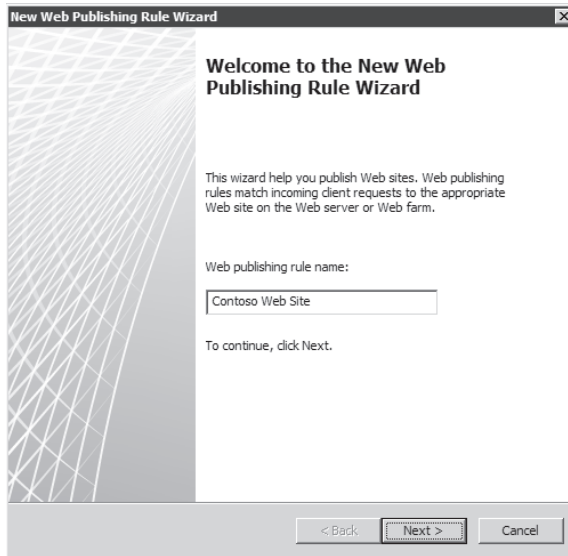 New Web Publishing Rule Wizard
Welcome to the New Web
Publishing Rule Wizard
This wizard help you publish Web sites. Web publishing
rules match incoming client requests to the appropriate
Web site on the Web server or Web farm.
Web publishing rule name:
Contoso Web Site
To continue, click Next.
< Back
Next >
Cancel